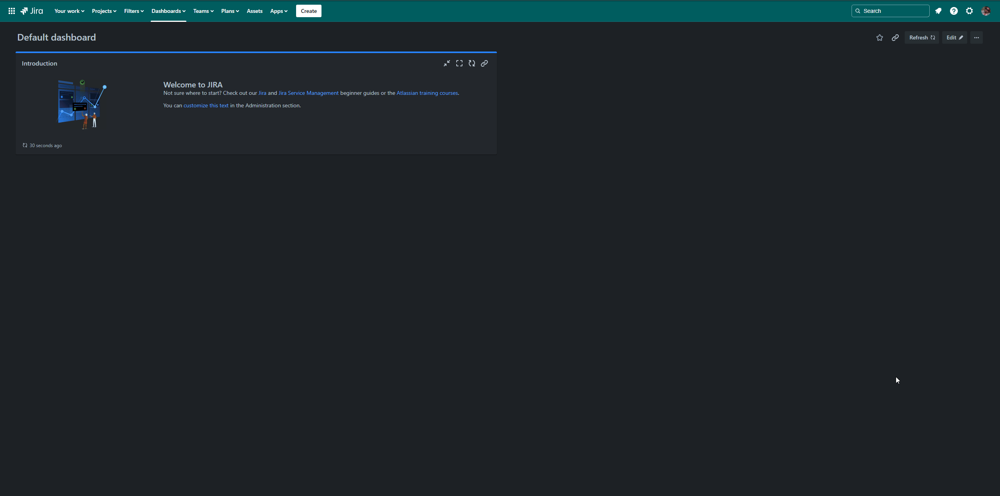 Jira Your work Projects Filters Dashboards Teams Plans Assets Apps Create Search
Default dashboard
Refresh Edit
Introduction
Welcome to JIRA
Not sure where to start? Check out our Jira and Jira Service Management beginner guides or the Atlassian training courses.
You can customize this text in the Administration section.
30 seconds ago